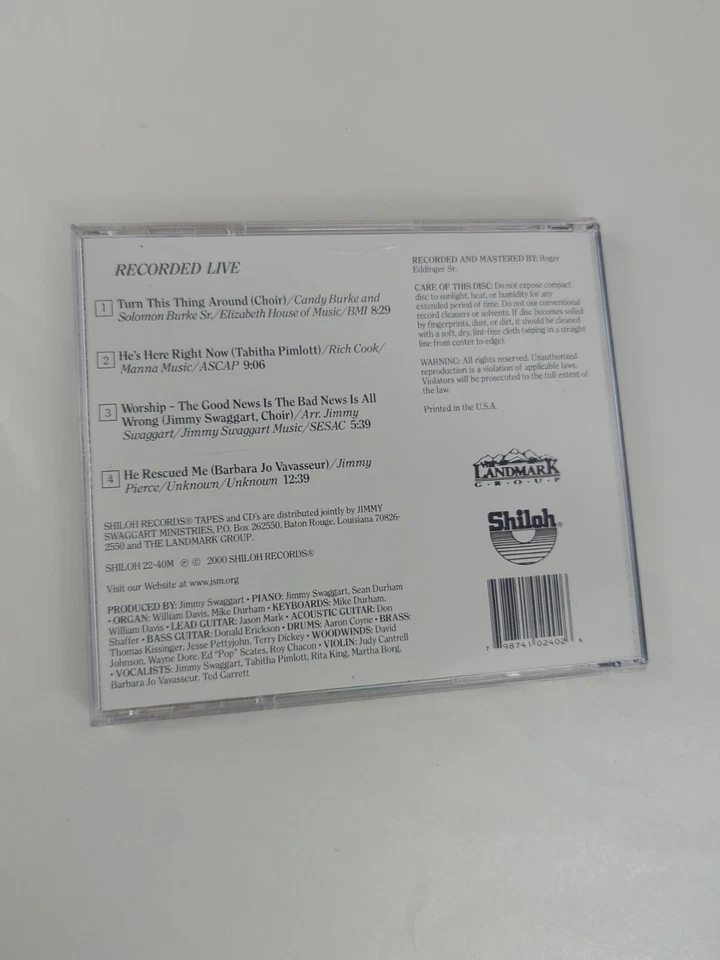 RECORDED LIVE
1 Turn This Thing Around (Choir)/Candy Burke and
Solomon Burke Sr./Elizabeth House of Music/BMI 8:29
2 He's Here Right Now (Tabitha Pimlott)/Rich Cook/
Manna Music/ASCAP 9:06
3 Worship – The Good News Is The Bad News Is All
Wrong (Jimmy Swaggart, Choir)/Arr. Jimmy
Swaggart/Jimmy Swaggart Music/SESAC 5:39
4 He Rescued Me (Barbara Jo Vavasseur)/Jimmy
Pierce/Unknown/Unknown 12:39
SHILOH RECORDS® TAPES and CD's are distributed jointly by JIMMY
SWAGGART MINISTRIES, P.O. Box 262550, Baton Rouge, Louisiana 70826-
2550 and THE LANDMARK GROUP.
SHILOH 22-40M ℗ © 2000 SHILOH RECORDS®
Visit our Website at www.jsm.org
PRODUCED BY: Jimmy Swaggart • PIANO: Jimmy Swaggart, Sean Durham
• ORGAN: William Davis, Mike Durham • KEYBOARDS: Mike Durham,
William Davis • LEAD GUITAR: Jason Mark • ACOUSTIC GUITAR: Don
Shaffer • BASS GUITAR: Donald Erickson • DRUMS: Aaron Coyne • BRASS:
Thomas Kissinger, Jesse Pettyjohn, Terry Dickey • WOODWINDS: David
Johnson, Wayne Dore, Ed "Pop" Scates, Roy Chacon • VIOLIN: Judy Cantrell
• VOCALISTS: Jimmy Swaggart, Tabitha Pimlott, Rita King, Martha Borg,
Barbara Jo Vavasseur, Ted Garrett
RECORDED AND MASTERED BY: Roger
Eddinger Sr.
CARE OF THIS DISC: Do not expose compact
disc to sunlight, heat, or humidity for any
extended period of time. Do not use conventional
record cleaners or solvents. If disc becomes soiled
by fingerprints, dust, or dirt, it should be cleaned
with a soft, dry, lint-free cloth (wiping in a straight
line from center to edge).
WARNING: All rights reserved. Unauthorized
reproduction is a violation of applicable laws.
Violators will be prosecuted to the full extent of
the law.
Printed in the U.S.A.
LANDMARK
G•R•O•U•P
Shiloh®
7 98741 02402